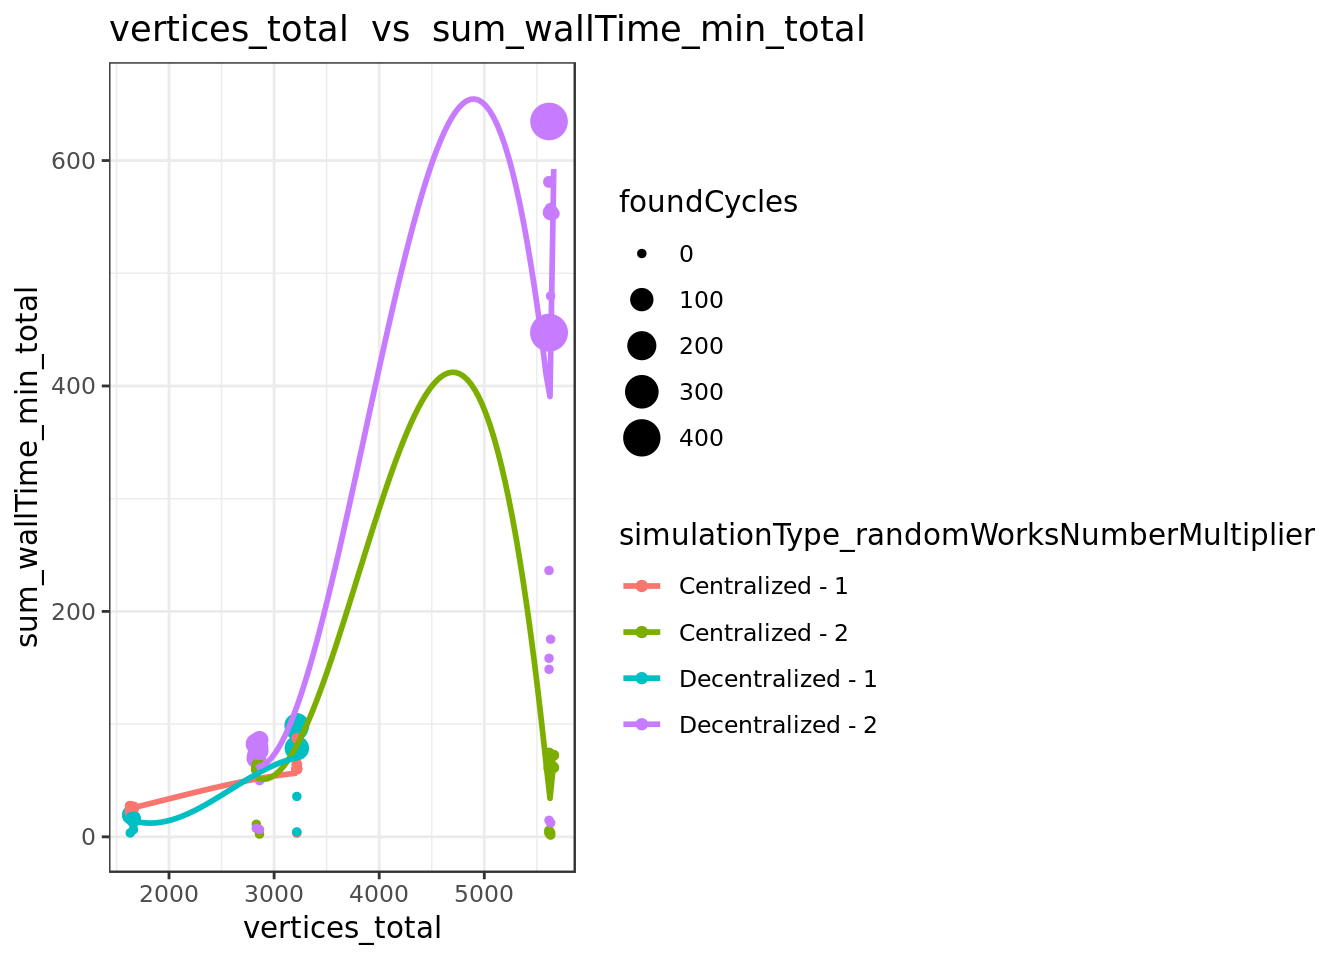 vertices_total vs sum_wallTime_min_total
sum_wallTime_min_total
600
400
200
0
2000 3000 4000 5000
vertices_total
foundCycles
0
100
200
300
400
simulationType_randomWorksNumberMultiplier
Centralized - 1
Centralized - 2
Decentralized - 1
Decentralized - 2